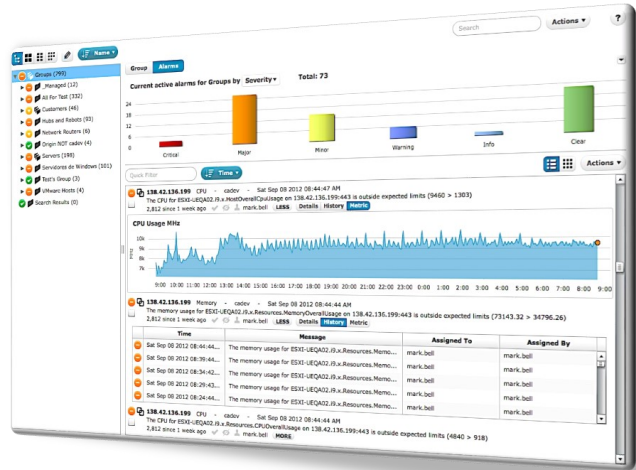 Search
Actions
?
Name
Groups (799)
_Managed (12)
All For Test (332)
Customers (46)
Hubs and Robots (93)
Network Routers (6)
Origin NOT cadev (4)
Servers (198)
Servidores de Windows (101)
Test's Group (3)
VMware Hosts (4)
Search Results (0)
Group Alarms
Current active alarms for Groups by Severity Total: 73
24
18
12
6
0
Critical Major Minor Warning Info Clear
Quick Filter Time Actions
138.42.136.199 CPU - cadev - Sat Sep 08 2012 08:44:47 AM
The CPU for ESXI-UEQA02.i9.x.HostOverallCpuUsage on 138.42.136.199:443 is outside expected limits (9460 > 1303)
2,812 since 1 week ago mark.bell LESS Details History Metric
CPU Usage MHz
MHz
10k
9k
8k
7k
9:00 10:00 11:00 12:00 13:00 14:00 15:00 16:00 17:00 18:00 19:00 20:00 21:00 22:00 23:00 0:00 1:00 2:00 3:00 4:00 5:00 6:00 7:00 8:00 9:00
138.42.136.199 Memory - cadev - Sat Sep 08 2012 08:44:44 AM
The memory usage for ESXI-UEQA02.i9.x.Resources.MemoryOverallUsage on 138.42.136.199:443 is outside expected limits (73143.32 > 34796.26)
2,812 since 1 week ago mark.bell LESS Details History Metric
Time Message Assigned To Assigned By
Sat Sep 08 2012 08:44:44... The memory usage for ESXI-UEQA02.i9.x.Resources.Memo... mark.bell mark.bell
Sat Sep 08 2012 08:39:44... The memory usage for ESXI-UEQA02.i9.x.Resources.Memo... mark.bell mark.bell
Sat Sep 08 2012 08:34:42... The memory usage for ESXI-UEQA02.i9.x.Resources.Memo... mark.bell mark.bell
Sat Sep 08 2012 08:29:43... The memory usage for ESXI-UEQA02.i9.x.Resources.Memo... mark.bell mark.bell
Sat Sep 08 2012 08:24:44... The memory usage for ESXI-UEQA02.i9.x.Resources.Memo... mark.bell mark.bell
138.42.136.199 CPU - cadev - Sat Sep 08 2012 08:44:44 AM
The CPU for ESXI-UEQA02.i9.x.Resources.CPUOverallUsage on 138.42.136.199:443 is outside expected limits (4840 > 918)
2,812 since 1 week ago mark.bell MORE